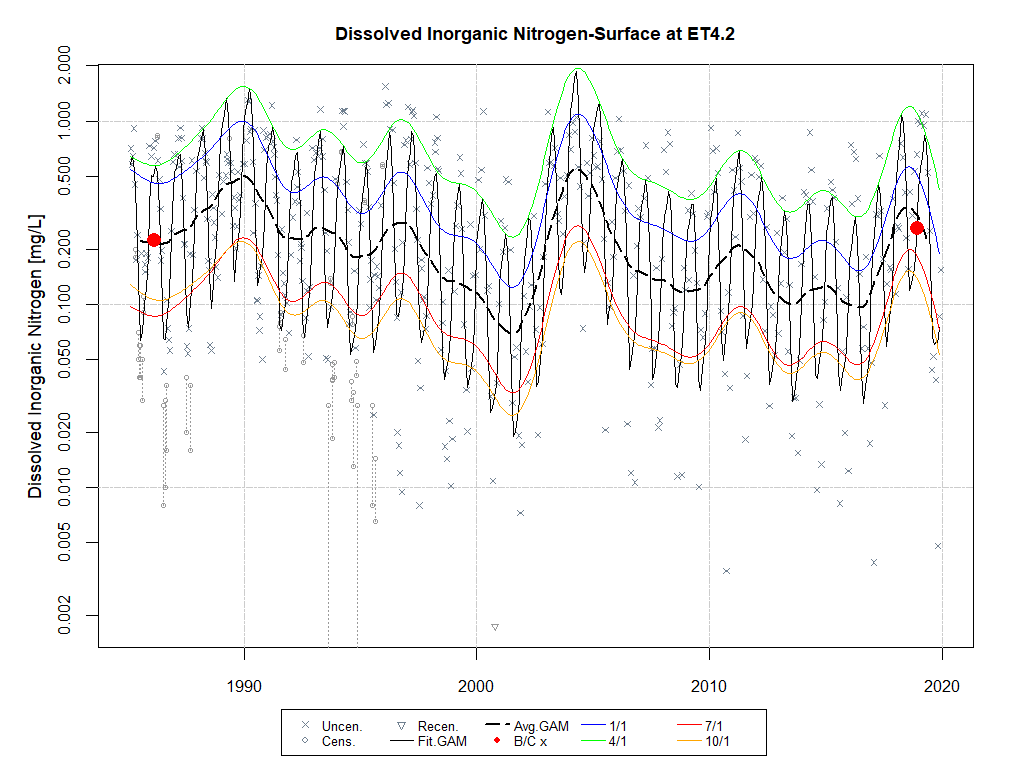 Dissolved Inorganic Nitrogen-Surface at ET4.2
Dissolved Inorganic Nitrogen [mg/L]
2.000
1.000
0.500
0.200
0.100
0.050
0.020
0.010
0.005
0.002
1990 2000 2010 2020
Uncen. Recen. Avg.GAM 1/1 7/1
Cens. Fit.GAM B/C x 4/1 10/1